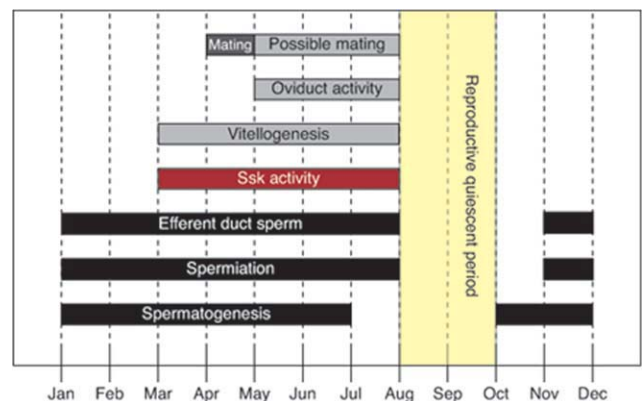 Mating
Possible mating
Oviduct activity
Vitellogenesis
Ssk activity
Efferent duct sperm
Spermiation
Spermatogenesis
Reproductive quiescent period
Jan Feb Mar Apr May Jun Jul Aug Sep Oct Nov Dec